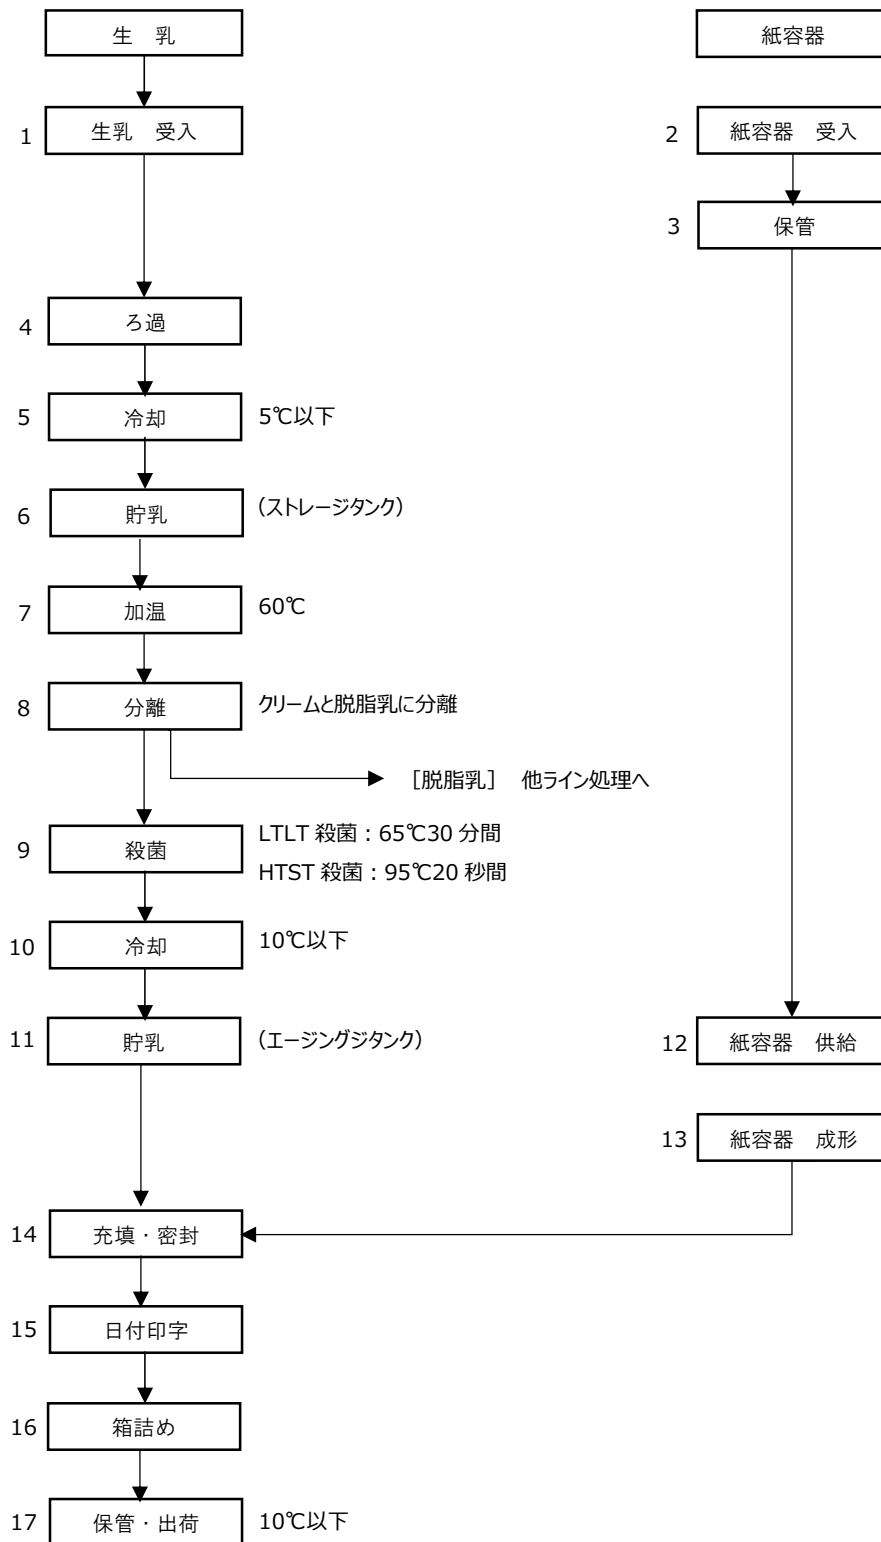 生　乳
紙容器
1 生乳　受入
2 紙容器　受入
3 保管
4 ろ過
5 冷却 5℃以下
6 貯乳 （ストレージタンク）
7 加温 60℃
8 分離 クリームと脱脂乳に分離
［脱脂乳］　他ライン処理へ
9 殺菌 LTLT 殺菌：65℃30 分間
HTST 殺菌：95℃20 秒間
10 冷却 10℃以下
11 貯乳 （エージングジタンク）
12 紙容器　供給
13 紙容器　成形
14 充填・密封
15 日付印字
16 箱詰め
17 保管・出荷 10℃以下